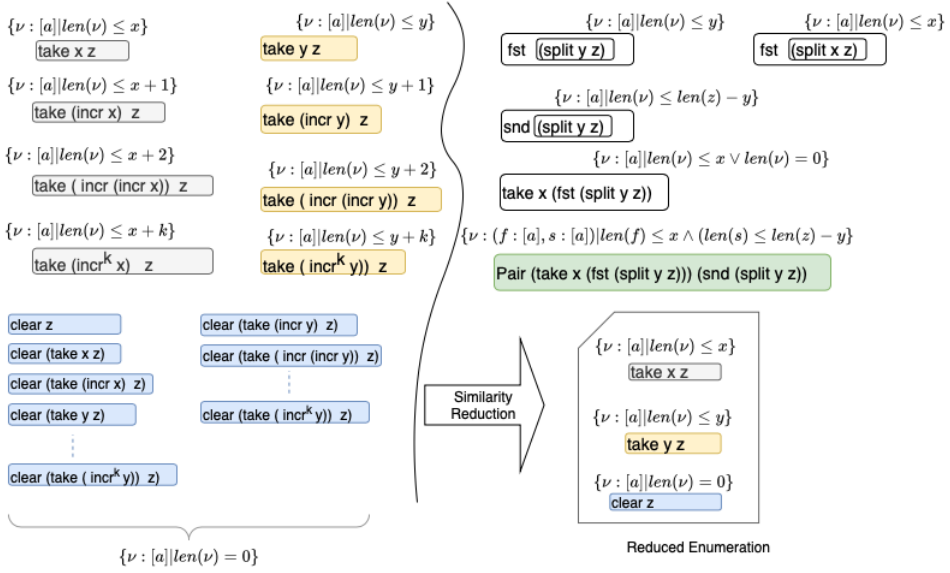 {ν : [a]|len(ν) ≤ x}
take x z
{ν : [a]|len(ν) ≤ x + 1}
take (incr x) z
{ν : [a]|len(ν) ≤ x + 2}
take ( incr (incr x)) z
{ν : [a]|len(ν) ≤ x + k}
take (incr^k x) z
{ν : [a]|len(ν) ≤ y}
take y z
{ν : [a]|len(ν) ≤ y + 1}
take (incr y) z
{ν : [a]|len(ν) ≤ y + 2}
take ( incr (incr y)) z
{ν : [a]|len(ν) ≤ y + k}
take ( incr^k y)) z
clear z
clear (take x z)
clear (take (incr x) z)
clear (take y z)
clear (take ( incr^k y)) z)
clear (take (incr y) z)
clear (take ( incr (incr y)) z)
clear (take ( incr^k y)) z)
{ν : [a]|len(ν) = 0}
{ν : [a]|len(ν) ≤ y}
fst (split y z)
{ν : [a]|len(ν) ≤ x}
fst (split x z)
{ν : [a]|len(ν) ≤ len(z) − y}
snd (split y z)
{ν : [a]|len(ν) ≤ x ∨ len(ν) = 0}
take x (fst (split y z))
{ν : (f : [a], s : [a])|len(f) ≤ x ∧ (len(s) ≤ len(z) − y}
Pair (take x (fst (split y z))) (snd (split y z))
Similarity
Reduction
{ν : [a]|len(ν) ≤ x}
take x z
{ν : [a]|len(ν) ≤ y}
take y z
{ν : [a]|len(ν) = 0}
clear z
Reduced Enumeration